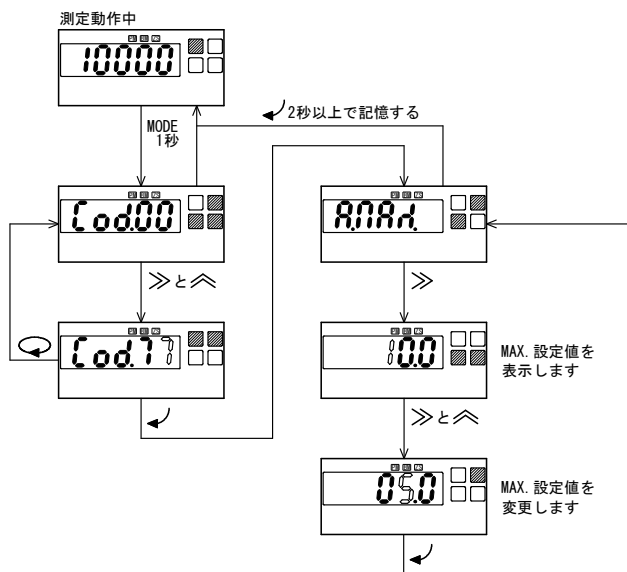 測定動作中
10000
MODE
1秒
2秒以上で記憶する
Cod.00
≫と︽
Cod.77
≫
10.0
MAX. 設定値を
表示します
≫と︽
05.0
MAX. 設定値を
変更します